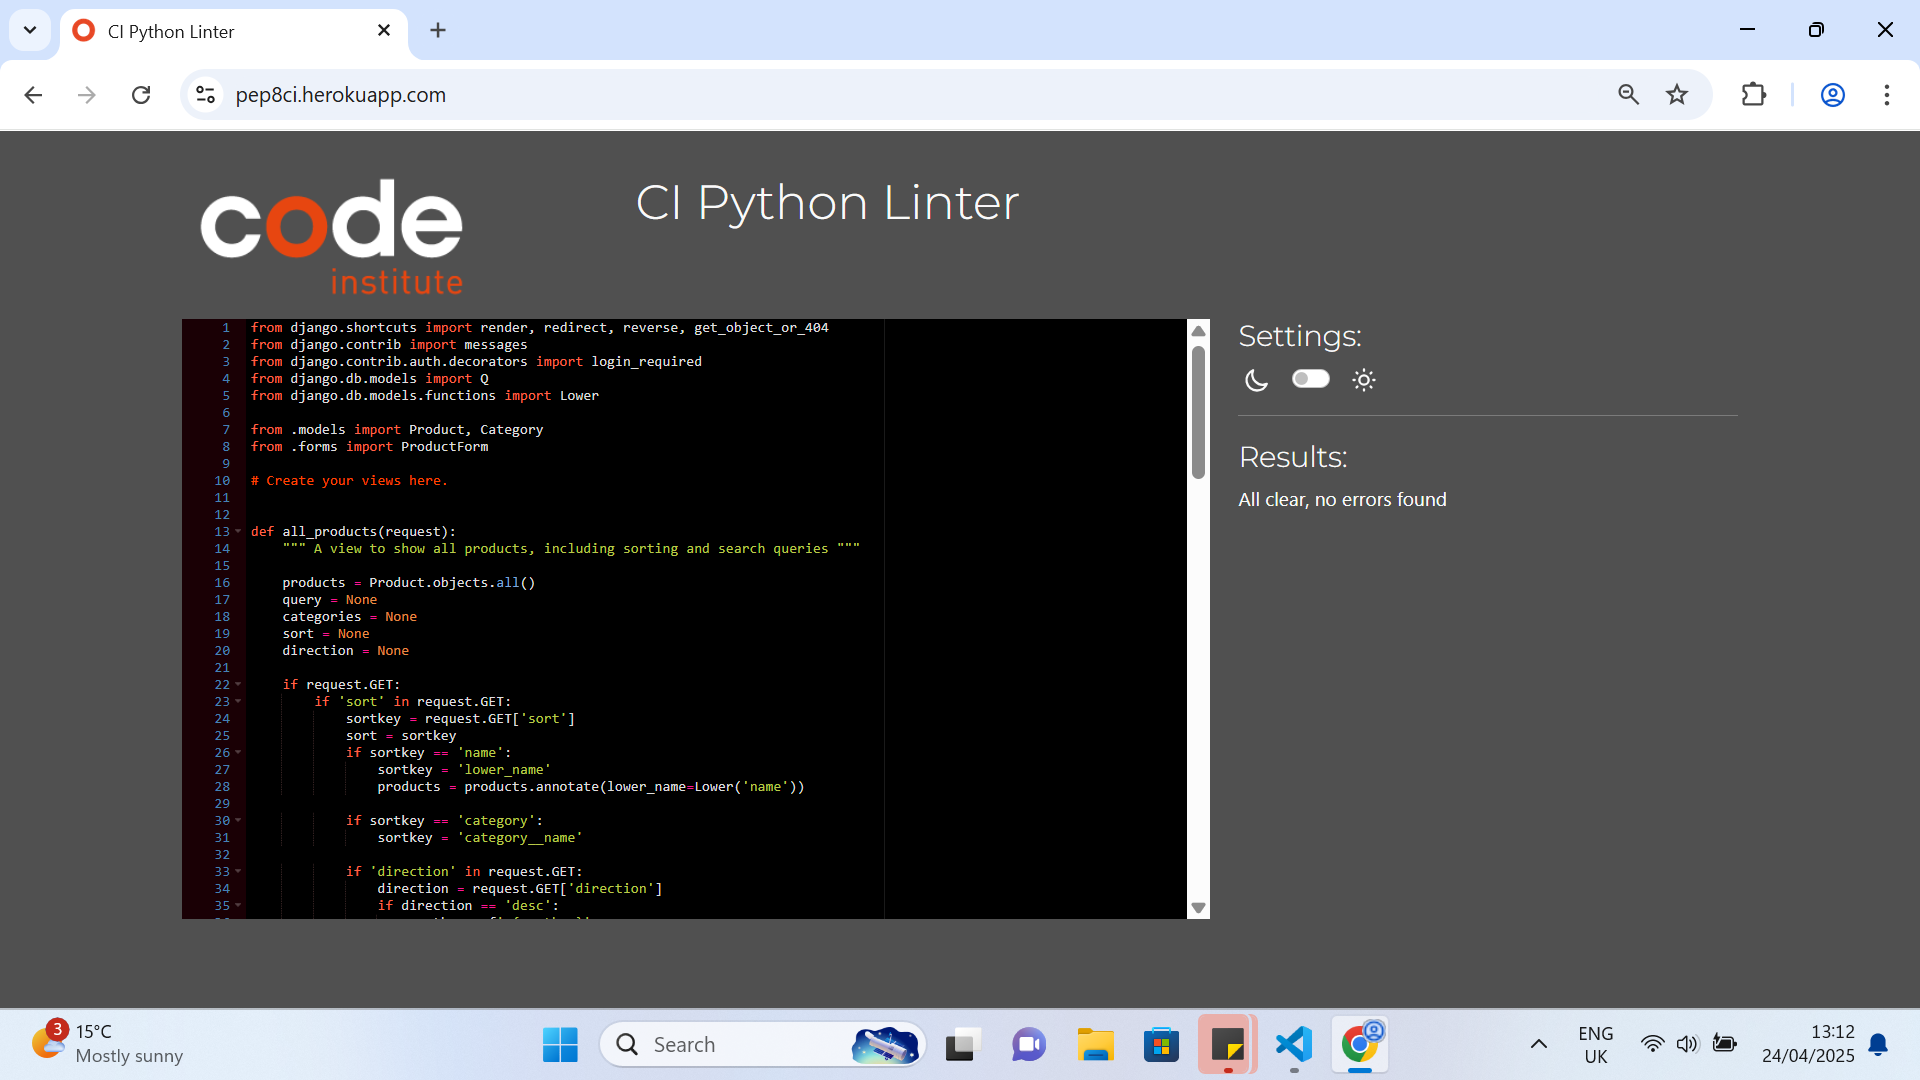 CI Python Linter
pep8ci.herokuapp.com
code
institute
CI Python Linter
1 from django.shortcuts import render, redirect, reverse, get_object_or_404
2 from django.contrib import messages
3 from django.contrib.auth.decorators import login_required
4 from django.db.models import Q
5 from django.db.models.functions import Lower
6
7 from .models import Product, Category
8 from .forms import ProductForm
9
10 # Create your views here.
11
12
13 def all_products(request):
14     """ A view to show all products, including sorting and search queries """
15
16     products = Product.objects.all()
17     query = None
18     categories = None
19     sort = None
20     direction = None
21
22     if request.GET:
23         if 'sort' in request.GET:
24             sortkey = request.GET['sort']
25             sort = sortkey
26             if sortkey == 'name':
27                 sortkey = 'lower_name'
28                 products = products.annotate(lower_name=Lower('name'))
29
30             if sortkey == 'category':
31                 sortkey = 'category__name'
32
33             if 'direction' in request.GET:
34                 direction = request.GET['direction']
35                 if direction == 'desc':
Settings:
Results:
All clear, no errors found
3
15°C
Mostly sunny
Search
ENG
UK
13:12
24/04/2025